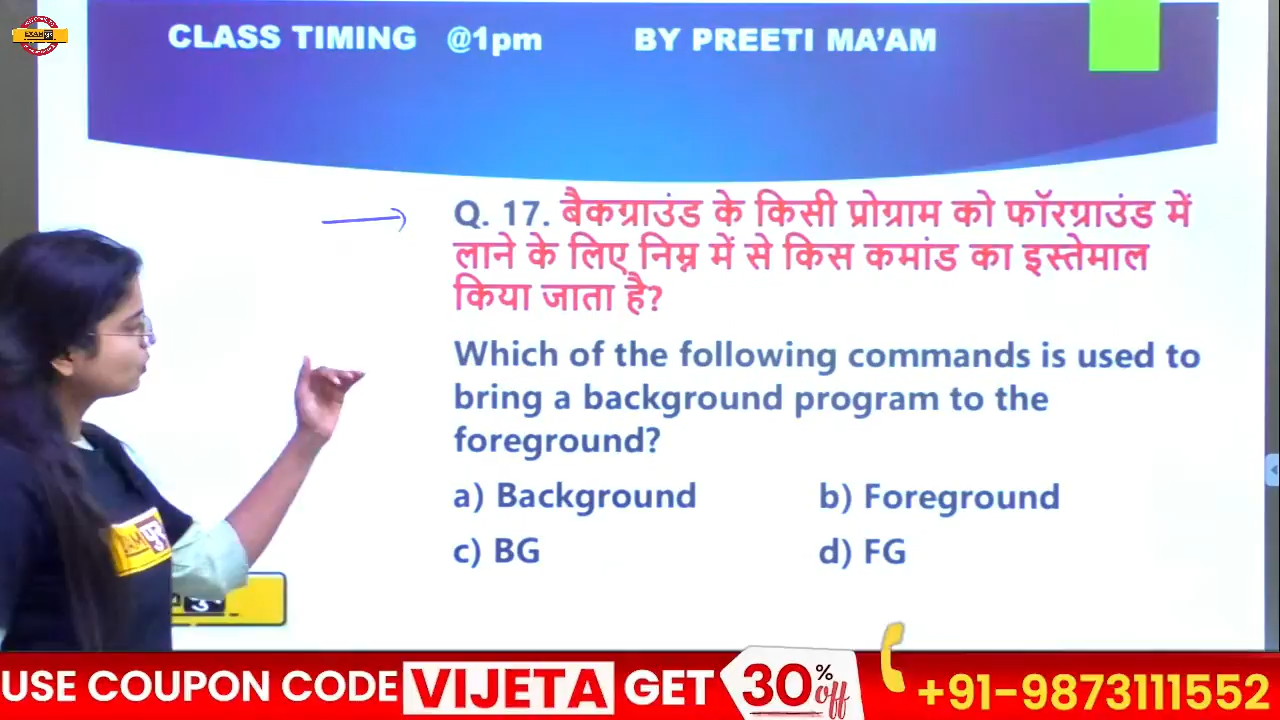 CLASS TIMING @1pm BY PREETI MA'AM
Q. 17. बैकग्राउंड के किसी प्रोग्राम को फॉरग्राउंड में
लाने के लिए निम्न में से किस कमांड का इस्तेमाल
किया जाता है?
Which of the following commands is used to
bring a background program to the
foreground?
a) Background b) Foreground
c) BG d) FG
USE COUPON CODE VIJETA GET 30% off +91-9873111552